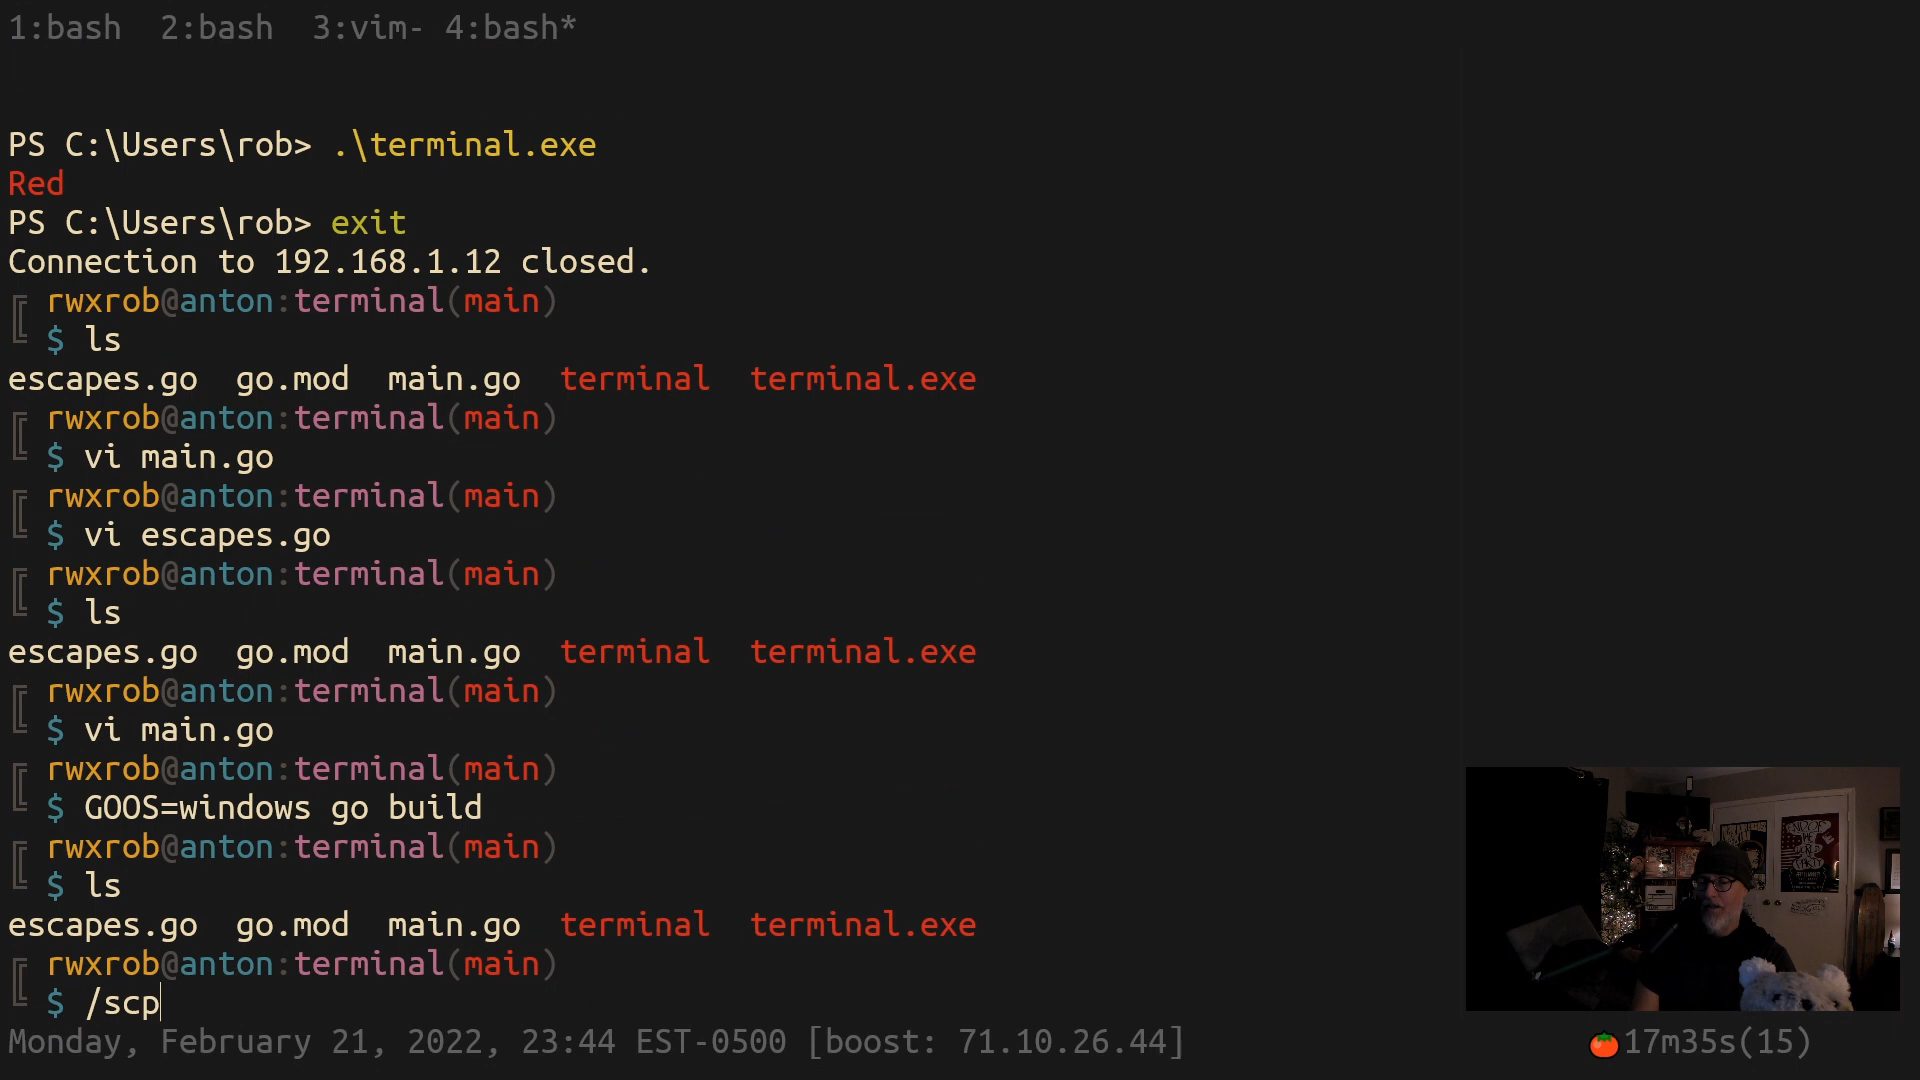 1:bash  2:bash  3:vim- 4:bash*
PS C:\Users\rob> .\terminal.exe
Red
PS C:\Users\rob> exit
Connection to 192.168.1.12 closed.
╔ rwxrob@anton:terminal(main)
╚ $ ls
escapes.go  go.mod  main.go  terminal  terminal.exe
╔ rwxrob@anton:terminal(main)
╚ $ vi main.go
╔ rwxrob@anton:terminal(main)
╚ $ vi escapes.go
╔ rwxrob@anton:terminal(main)
╚ $ ls
escapes.go  go.mod  main.go  terminal  terminal.exe
╔ rwxrob@anton:terminal(main)
╚ $ vi main.go
╔ rwxrob@anton:terminal(main)
╚ $ GOOS=windows go build
╔ rwxrob@anton:terminal(main)
╚ $ ls
escapes.go  go.mod  main.go  terminal  terminal.exe
╔ rwxrob@anton:terminal(main)
╚ $ /scp
Monday, February 21, 2022, 23:44 EST-0500 [boost: 71.10.26.44]
🍅17m35s(15)